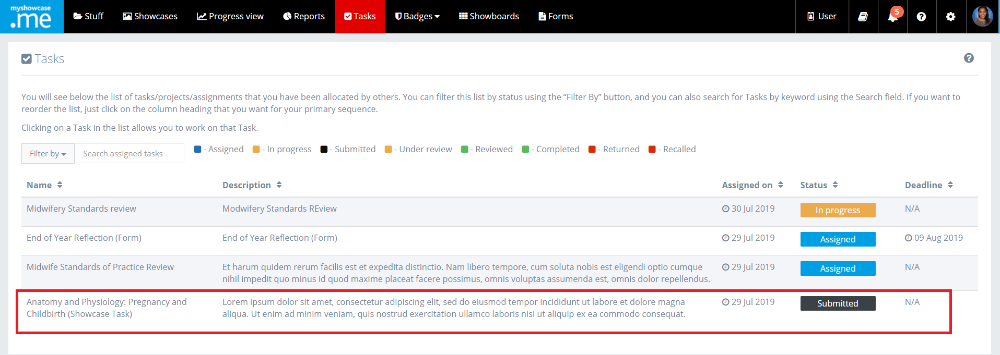 myshowcase
.me
Stuff
Showcases
Progress view
Reports
Tasks
Badges
Showboards
Forms
User
5
Tasks
You will see below the list of tasks/projects/assignments that you have been allocated by others. You can filter this list by status using the “Filter By” button, and you can also search for Tasks by keyword using the Search field. If you want to
reorder the list, just click on the column heading that you want for your primary sequence.
Clicking on a Task in the list allows you to work on that Task.
Filter by
Search assigned tasks
- Assigned
- In progress
- Submitted
- Under review
- Reviewed
- Completed
- Returned
- Recalled
Name
Description
Assigned on
Status
Deadline
Midwifery Standards review
Modwifery Standards REview
30 Jul 2019
In progress
N/A
End of Year Reflection (Form)
End of Year Reflection (Form)
29 Jul 2019
Assigned
09 Aug 2019
Midwife Standards of Practice Review
Et harum quidem rerum facilis est et expedita distinctio. Nam libero tempore, cum soluta nobis est eligendi optio cumque
nihil impedit quo minus id quod maxime placeat facere possimus, omnis voluptas assumenda est, omnis dolor repellendus.
29 Jul 2019
Assigned
N/A
Anatomy and Physiology: Pregnancy and
Childbirth (Showcase Task)
Lorem ipsum dolor sit amet, consectetur adipiscing elit, sed do eiusmod tempor incididunt ut labore et dolore magna
aliqua. Ut enim ad minim veniam, quis nostrud exercitation ullamco laboris nisi ut aliquip ex ea commodo consequat.
29 Jul 2019
Submitted
N/A